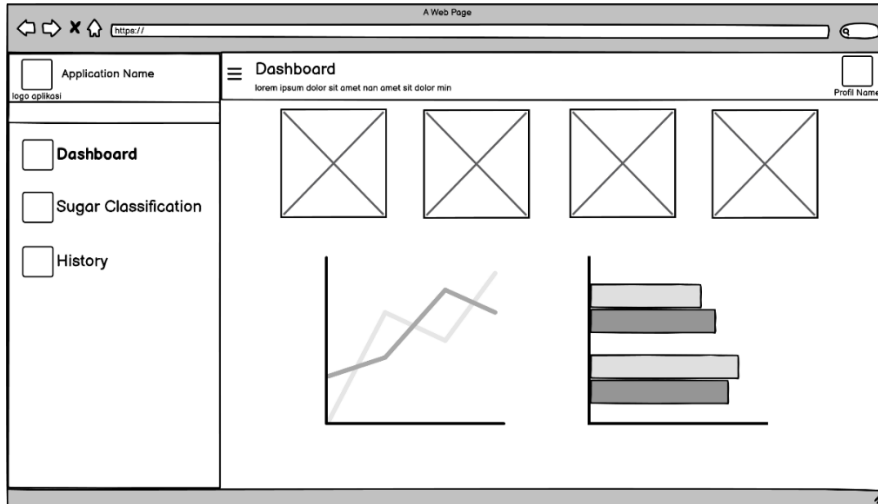 A Web Page
https://
Application Name
logo aplikasi
Dashboard
lorem ipsum dolor sit amet nan amet sit dolor min
Profil Name
Dashboard
Sugar Classification
History